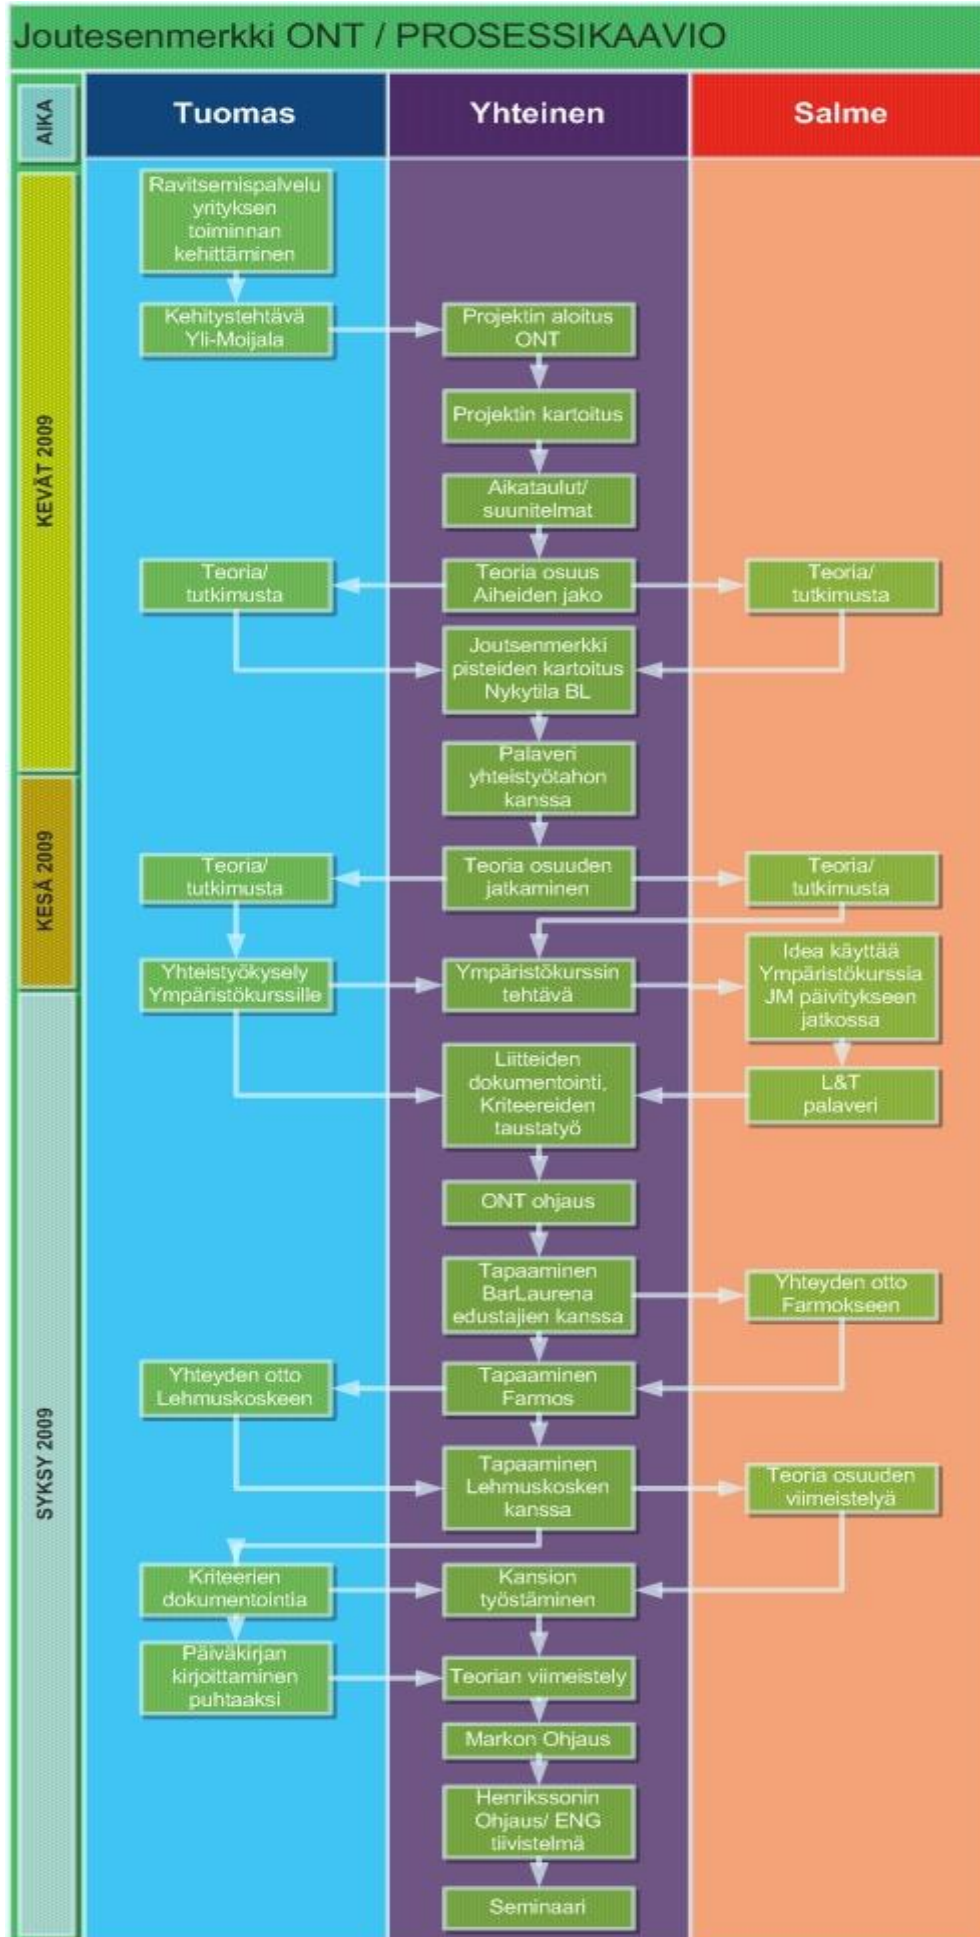 Joutesenmerkki ONT / PROSESSIKAAVIO
AIKA
Tuomas
Yhteinen
Salme
KEVÄT 2009
Ravitsemispalvelu
yrityksen
toiminnan
kehittäminen
Kehitystehtävä
Yli-Moijala
Projektin aloitus
ONT
Projektin kartoitus
Aikataulut/
suunitelmat
Teoria/
tutkimusta
Teoria osuus
Aiheiden jako
Teoria/
tutkimusta
Joutsenmerkki
pisteiden kartoitus
Nykytila BL
Palaveri
yhteistyötahon
kanssa
KESÄ 2009
Teoria/
tutkimusta
Teoria osuuden
jatkaminen
Teoria/
tutkimusta
Yhteistyökysely
Ympäristökurssille
Ympäristökurssin
tehtävä
Idea käyttää
Ympäristökurssia
JM päivitykseen
jatkossa
SYKSY 2009
Liitteiden
dokumentointi,
Kriteereiden
taustatyö
L&T
palaveri
ONT ohjaus
Tapaaminen
BarLaurena
edustajien kanssa
Yhteyden otto
Farmokseen
Yhteyden otto
Lehmuskoskeen
Tapaaminen
Farmos
Tapaaminen
Lehmuskosken
kanssa
Teoria osuuden
viimeistelyä
Kriteerien
dokumentointia
Kansion
työstäminen
Päiväkirjan
kirjoittaminen
puhtaaksi
Teorian viimeistely
Markon Ohjaus
Henrikssonin
Ohjaus/ ENG
tiivistelmä
Seminaari